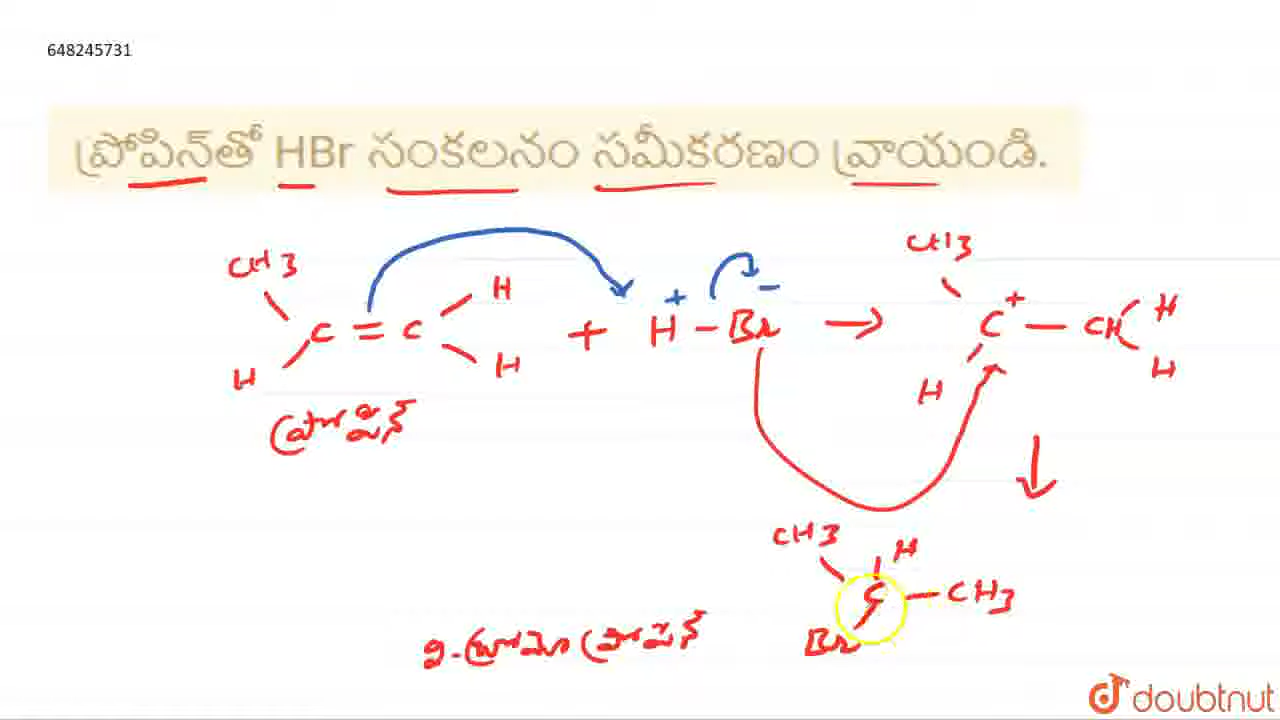 648245731
ప్రోపిన్‌తో HBr సంకలనం సమీకరణం వ్రాయండి.
CH3
H
C = C
H
H
+ H - Br →
+ -
CH3
C+ — CH
H
H
H
ప్రోపీన్
↓
CH3
H
C — CH3
Br
2-బ్రోమో ప్రోపేన్
doubtnut